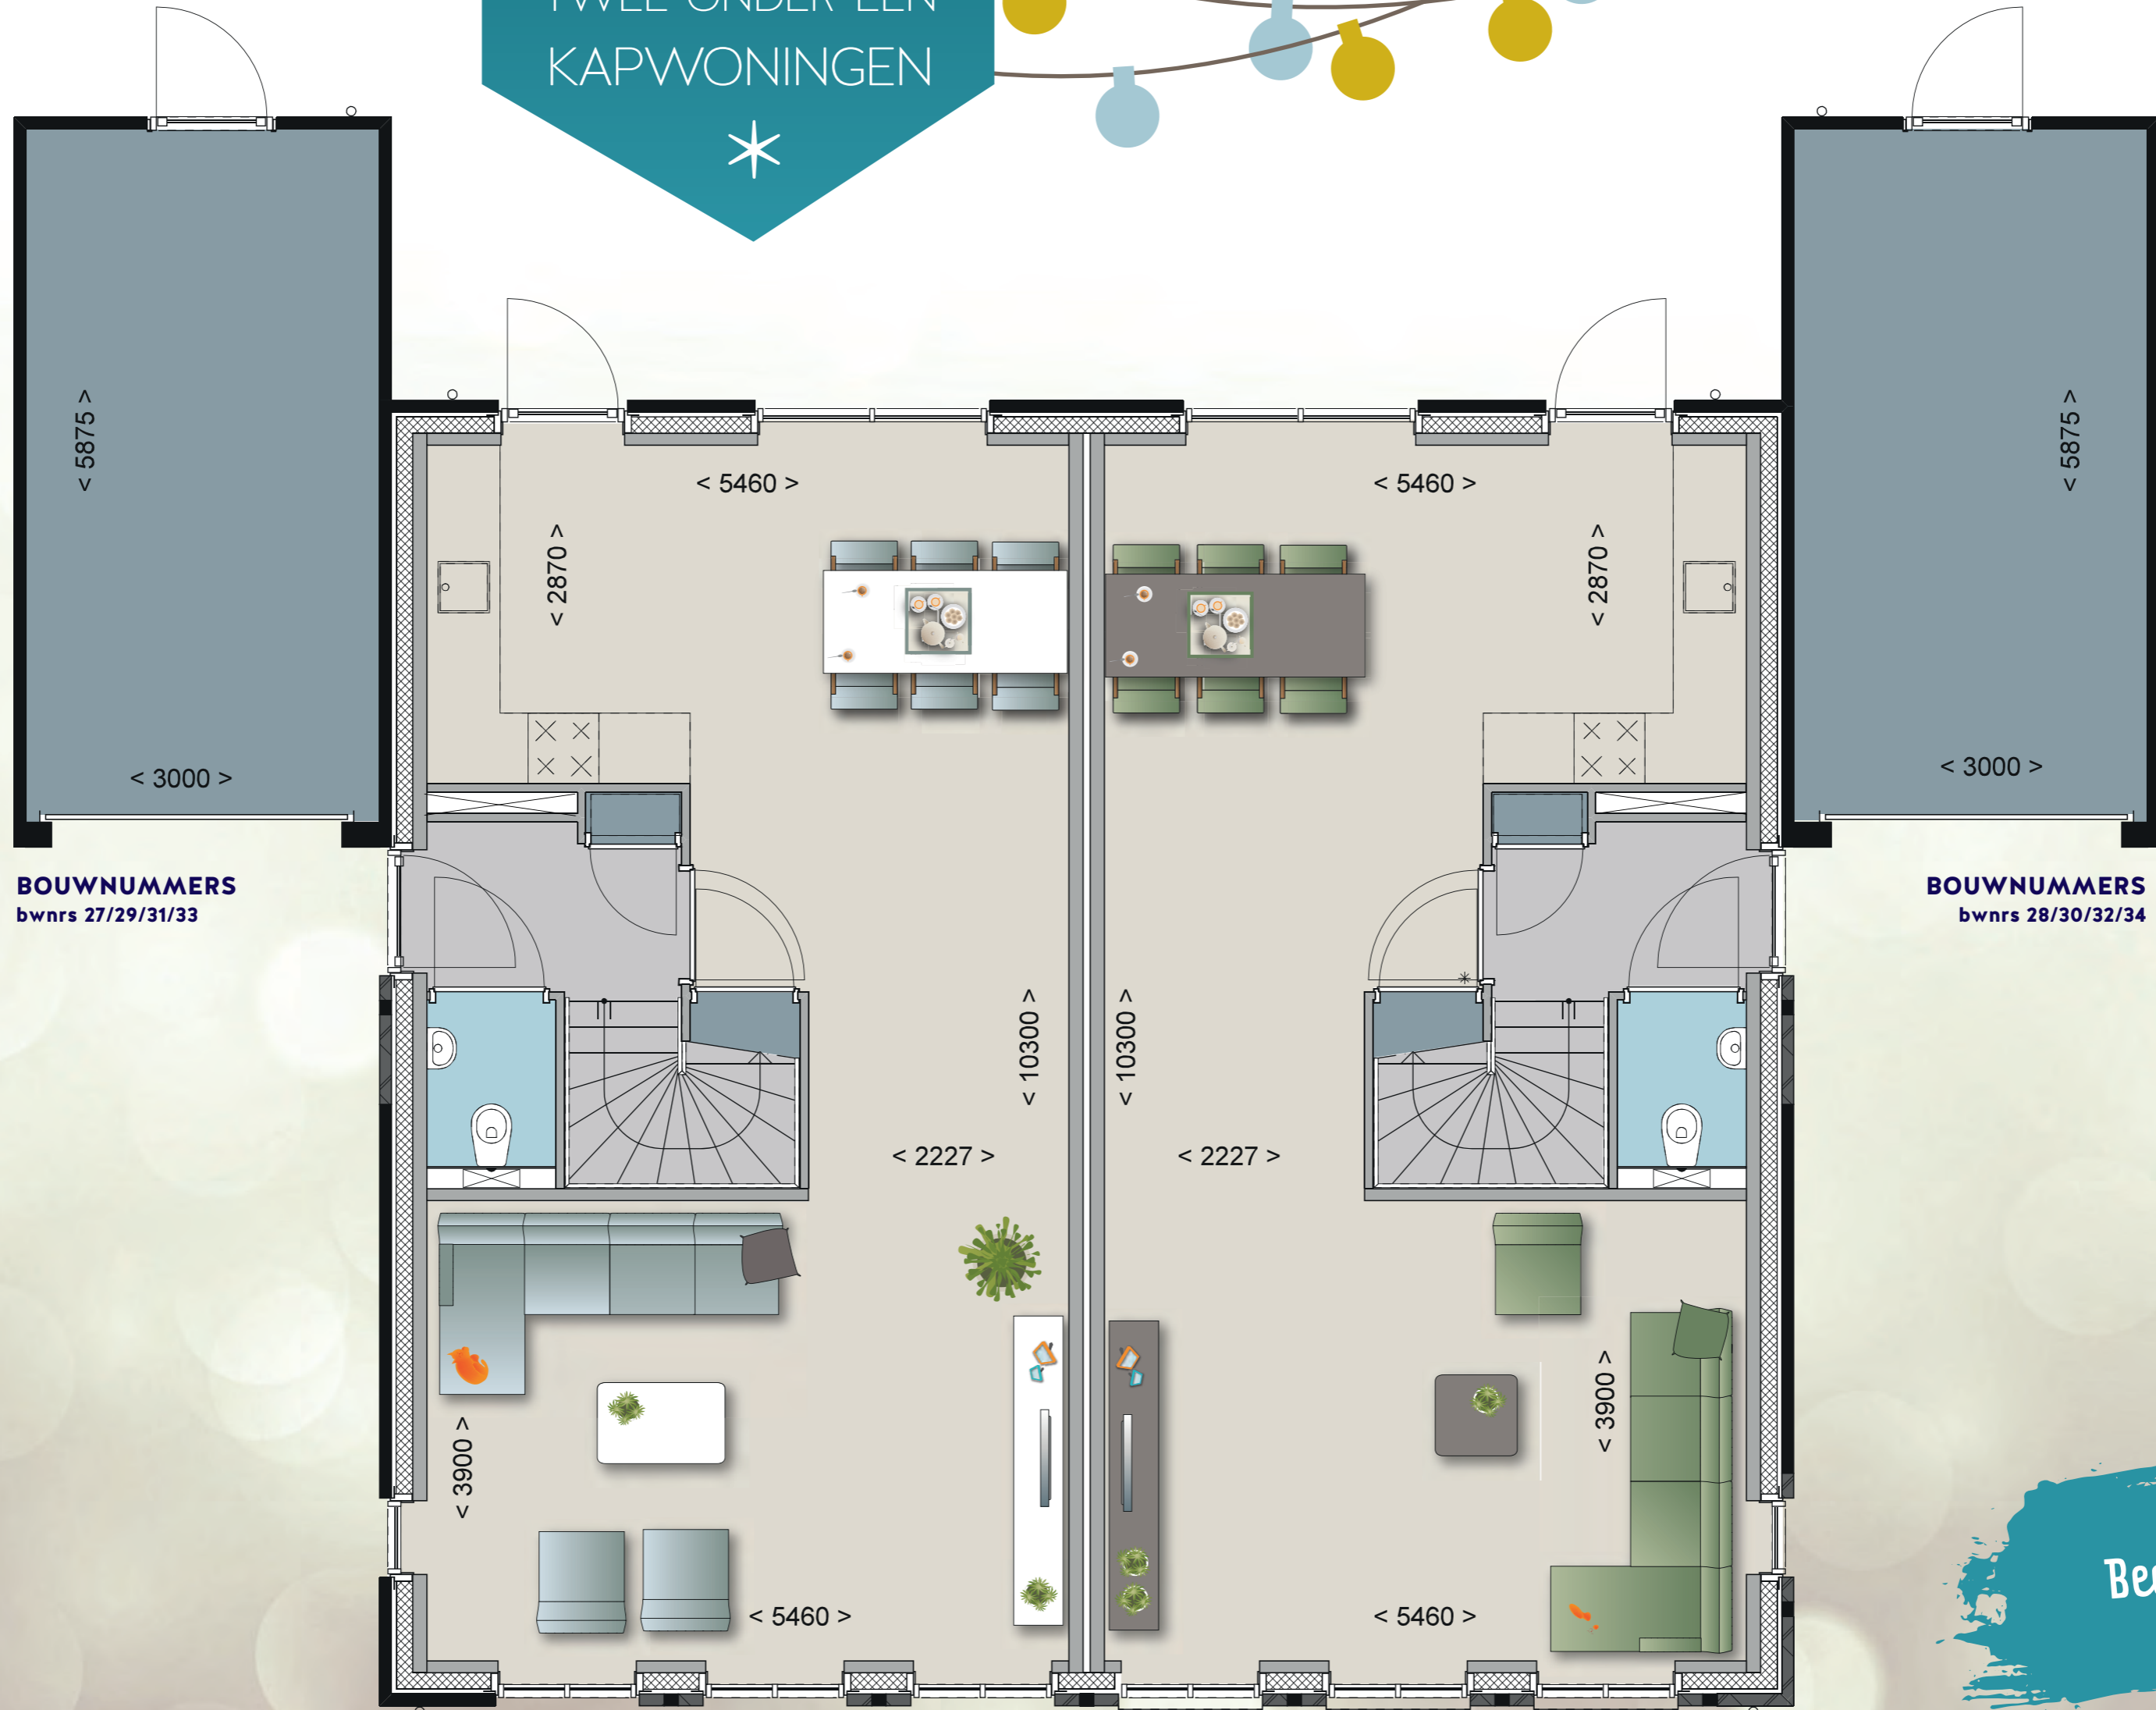 KAPWONINGEN
< 5875 >
< 5875 >
< 5460 >
< 5460 >
< 2870 >
< 2870 >
< 3000 >
< 3000 >
BOUWNUMMERS
bwnrs 27/29/31/33
BOUWNUMMERS
bwnrs 28/30/32/34
< 10300 >
< 10300 >
< 2227 >
< 2227 >
< 3900 >
< 3900 >
< 5460 >
< 5460 >